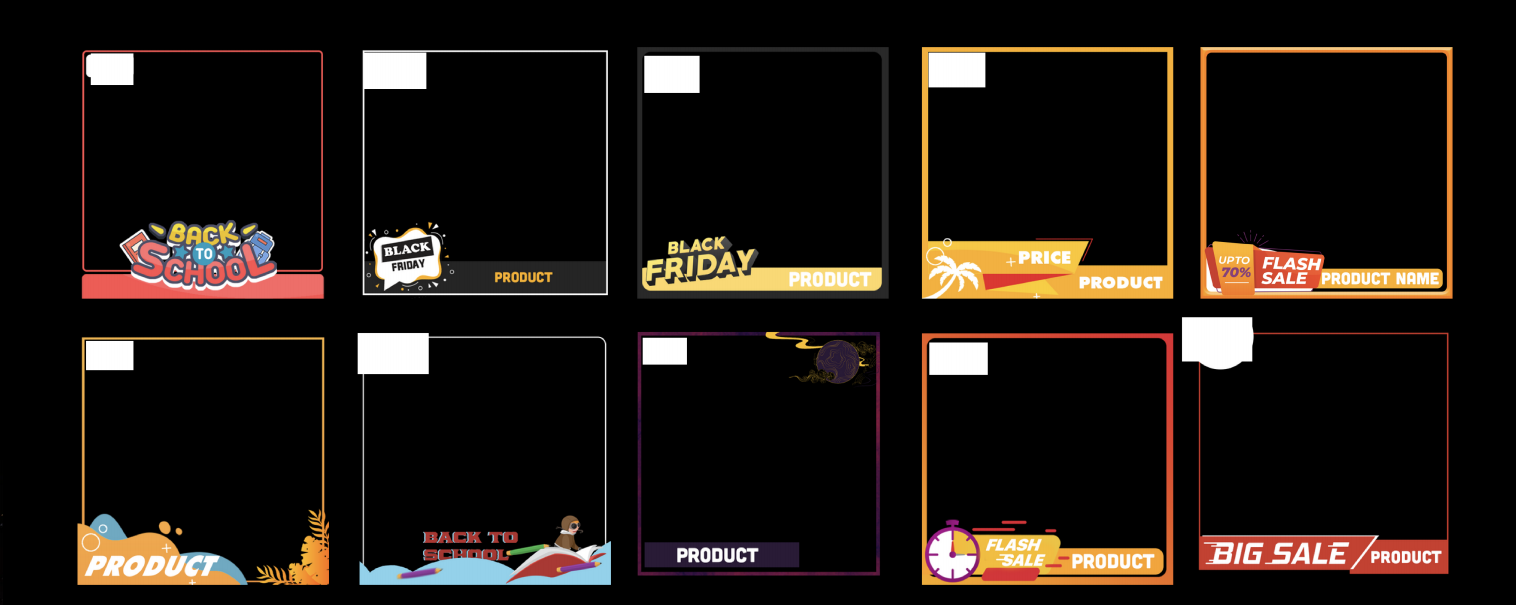 BACK
TO
SCHOOL
BLACK
FRIDAY
PRODUCT
BLACK
FRIDAY
PRODUCT
PRICE
PRODUCT
UPTO
70%
FLASH
SALE
PRODUCT NAME
PRODUCT
BACK TO
SCHOOL
PRODUCT
FLASH
SALE
PRODUCT
BIG SALE
PRODUCT